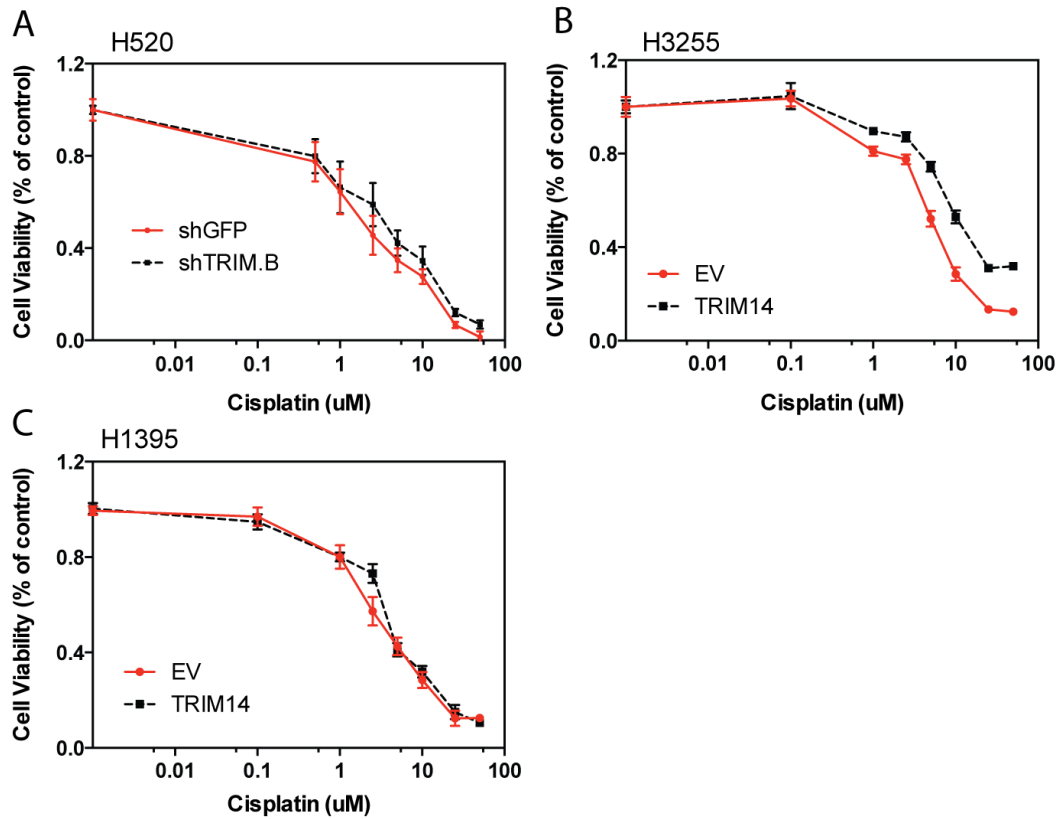 A
H520
Cell Viability (% of control)
1.2
0.8
0.4
0.0
shGFP
shTRIM.B
0.01 0.1 1 10 100
Cisplatin (uM)
B
H3255
Cell Viability (% of control)
1.2
0.8
0.4
0.0
EV
TRIM14
0.01 0.1 1 10 100
Cisplatin (uM)
C
H1395
Cell Viability (% of control)
1.2
0.8
0.4
0.0
EV
TRIM14
0.01 0.1 1 10 100
Cisplatin (uM)